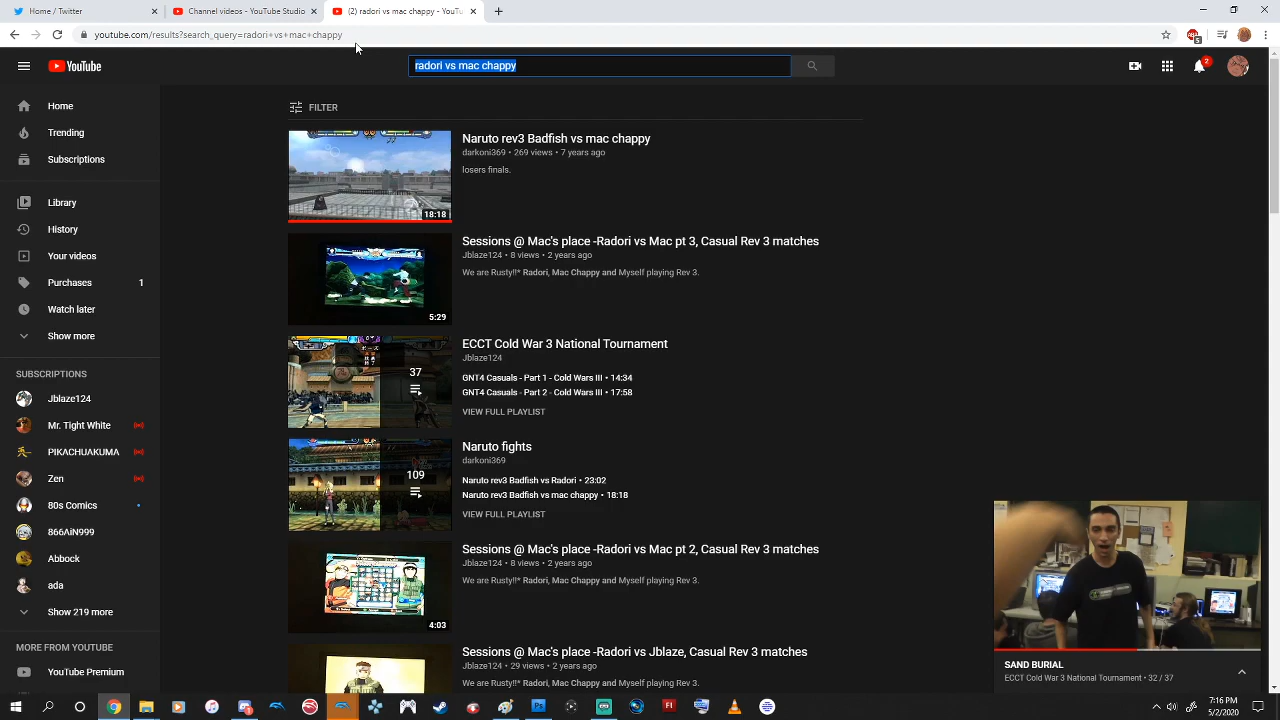 Home / Twitter
Channel videos - YouTube Studio
(2) radori vs mac chappy - YouTu
youtube.com/results?search_query=radori+vs+mac+chappy
5
YouTube
radori vs mac chappy
2
Home
Trending
Subscriptions
Library
History
Your videos
Purchases 1
Watch later
Show more
SUBSCRIPTIONS
Jblaze124
Mr. Tight White
PIKACHUAKUMA
Zen
80s Comics
866AiN999
Abbock
ada
Show 219 more
MORE FROM YOUTUBE
YouTube Premium
FILTER
18:18
Naruto rev3 Badfish vs mac chappy
darkoni369 • 269 views • 7 years ago
losers finals.
5:29
Sessions @ Mac's place -Radori vs Mac pt 3, Casual Rev 3 matches
Jblaze124 • 8 views • 2 years ago
We are Rusty!!* Radori, Mac Chappy and Myself playing Rev 3.
37
ECCT Cold War 3 National Tournament
Jblaze124
GNT4 Casuals - Part 1 - Cold Wars III • 14:34
GNT4 Casuals - Part 2 - Cold Wars III • 17:58
VIEW FULL PLAYLIST
109
Naruto fights
darkoni369
Naruto rev3 Badfish vs Radori • 23:02
Naruto rev3 Badfish vs mac chappy • 18:18
VIEW FULL PLAYLIST
4:03
Sessions @ Mac's place -Radori vs Mac pt 2, Casual Rev 3 matches
Jblaze124 • 8 views • 2 years ago
We are Rusty!!* Radori, Mac Chappy and Myself playing Rev 3.
Sessions @ Mac's place -Radori vs Jblaze, Casual Rev 3 matches
Jblaze124 • 29 views • 2 years ago
We are Rusty!!* Radori, Mac Chappy and Myself playing Rev 3.
SAND BURIAL
ECCT Cold War 3 National Tournament • 32 / 37
7:16 PM
5/2/2020